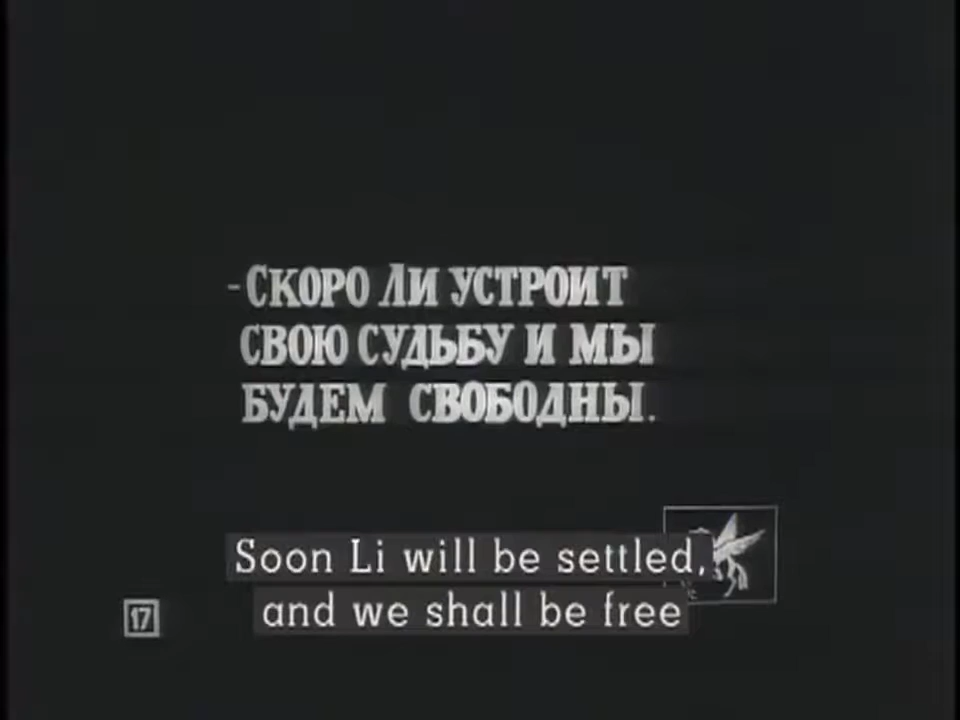 -СКОРО ЛИ УСТРОИТ
СВОЮ СУДЬБУ И МЫ
БУДЕМ СВОБОДНЫ.
Soon Li will be settled,
and we shall be free
17